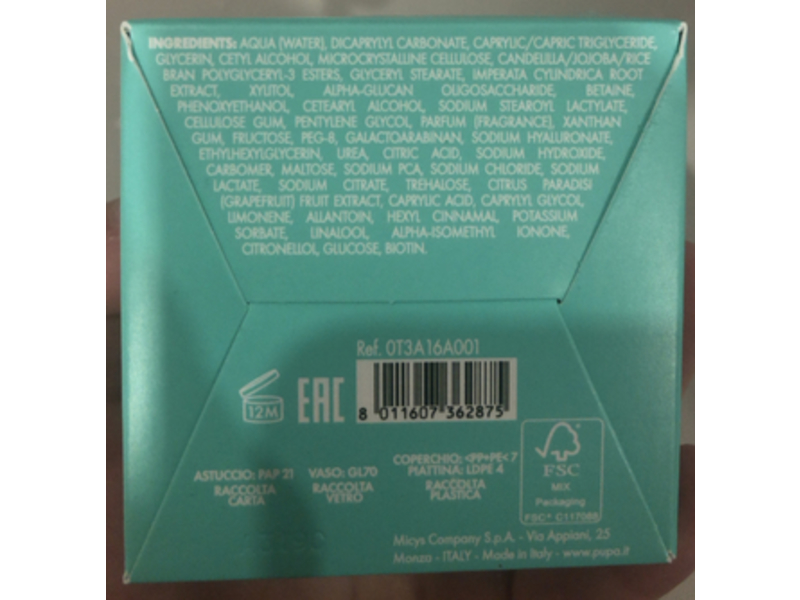 INGREDIENTS: AQUA (WATER), DICAPRYLYL CARBONATE, CAPRYLIC/CAPRIC TRIGLYCERIDE,
GLYCERIN, CETYL ALCOHOL, MICROCRYSTALLINE CELLULOSE, CANDELILLA/JOJOBA/RICE
BRAN POLYGLYCERYL-3 ESTERS, GLYCERYL STEARATE, IMPERATA CYLINDRICA ROOT
EXTRACT, XYLITOL, ALPHA-GLUCAN OLIGOSACCHARIDE, BETAINE,
PHENOXYETHANOL, CETEARYL ALCOHOL, SODIUM STEAROYL LACTYLATE,
CELLULOSE GUM, PENTYLENE GLYCOL, PARFUM (FRAGRANCE), XANTHAN
GUM, FRUCTOSE, PEG-8, GALACTOARABINAN, SODIUM HYALURONATE,
ETHYLHEXYLGLYCERIN, UREA, CITRIC ACID, SODIUM HYDROXIDE,
CARBOMER, MALTOSE, SODIUM PCA, SODIUM CHLORIDE, SODIUM
LACTATE, SODIUM CITRATE, TREHALOSE, CITRUS PARADISI
(GRAPEFRUIT) FRUIT EXTRACT, CAPRYLIC ACID, CAPRYLYL GLYCOL,
LIMONENE, ALLANTOIN, HEXYL CINNAMAL, POTASSIUM
SORBATE, LINALOOL, ALPHA-ISOMETHYL IONONE,
CITRONELLOL, GLUCOSE, BIOTIN.
Ref. 0T3A16A001
12M
EAC
8 011607 362875
ASTUCCIO: PAP 21
RACCOLTA
CARTA
VASO: GL70
RACCOLTA
VETRO
COPERCHIO: <PP+PE< 7
PIATTINA: LDPE 4
RACCOLTA
PLASTICA
FSC
MIX
Packaging
FSC® C117068
Micys Company S.p.A. - Via Appiani, 25
Monza - ITALY - Made in Italy - www.pupa.it